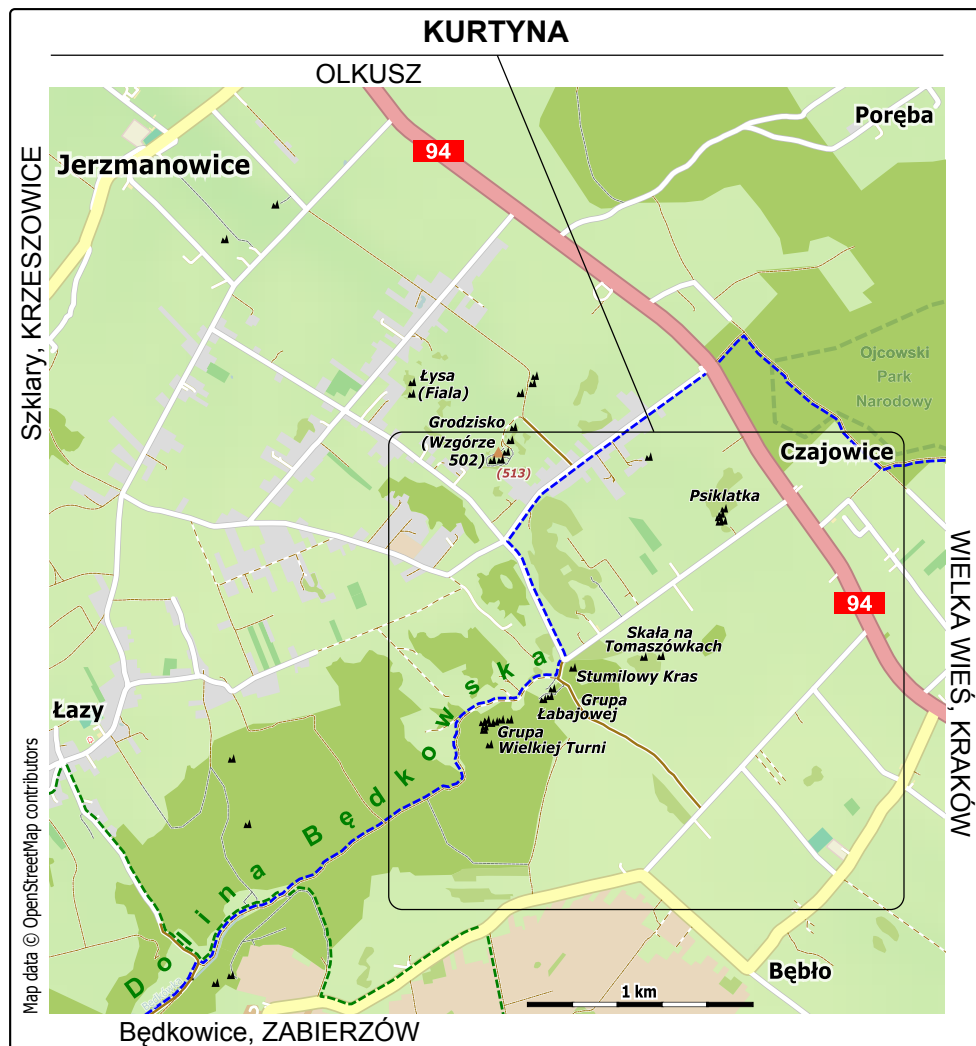 KURTYNA
OLKUSZ
Poręba
94
Jerzmanowice
Szklary, KRZESZOWICE
Ojcowski
Park
Narodowy
Łysa
(Fiala)
Grodzisko
(Wzgórze
502)
(513)
Czajowice
Psiklatka
WIELKA WIEŚ, KRAKÓW
94
Skała na
Tomaszówkach
Stumilowy Kras
Grupa
Łabajowej
Grupa
Wielkiej Turni
Łazy
Dolina Będkowska
Map data © OpenStreetMap contributors
Bębło
1 km
Będkowice, ZABIERZÓW